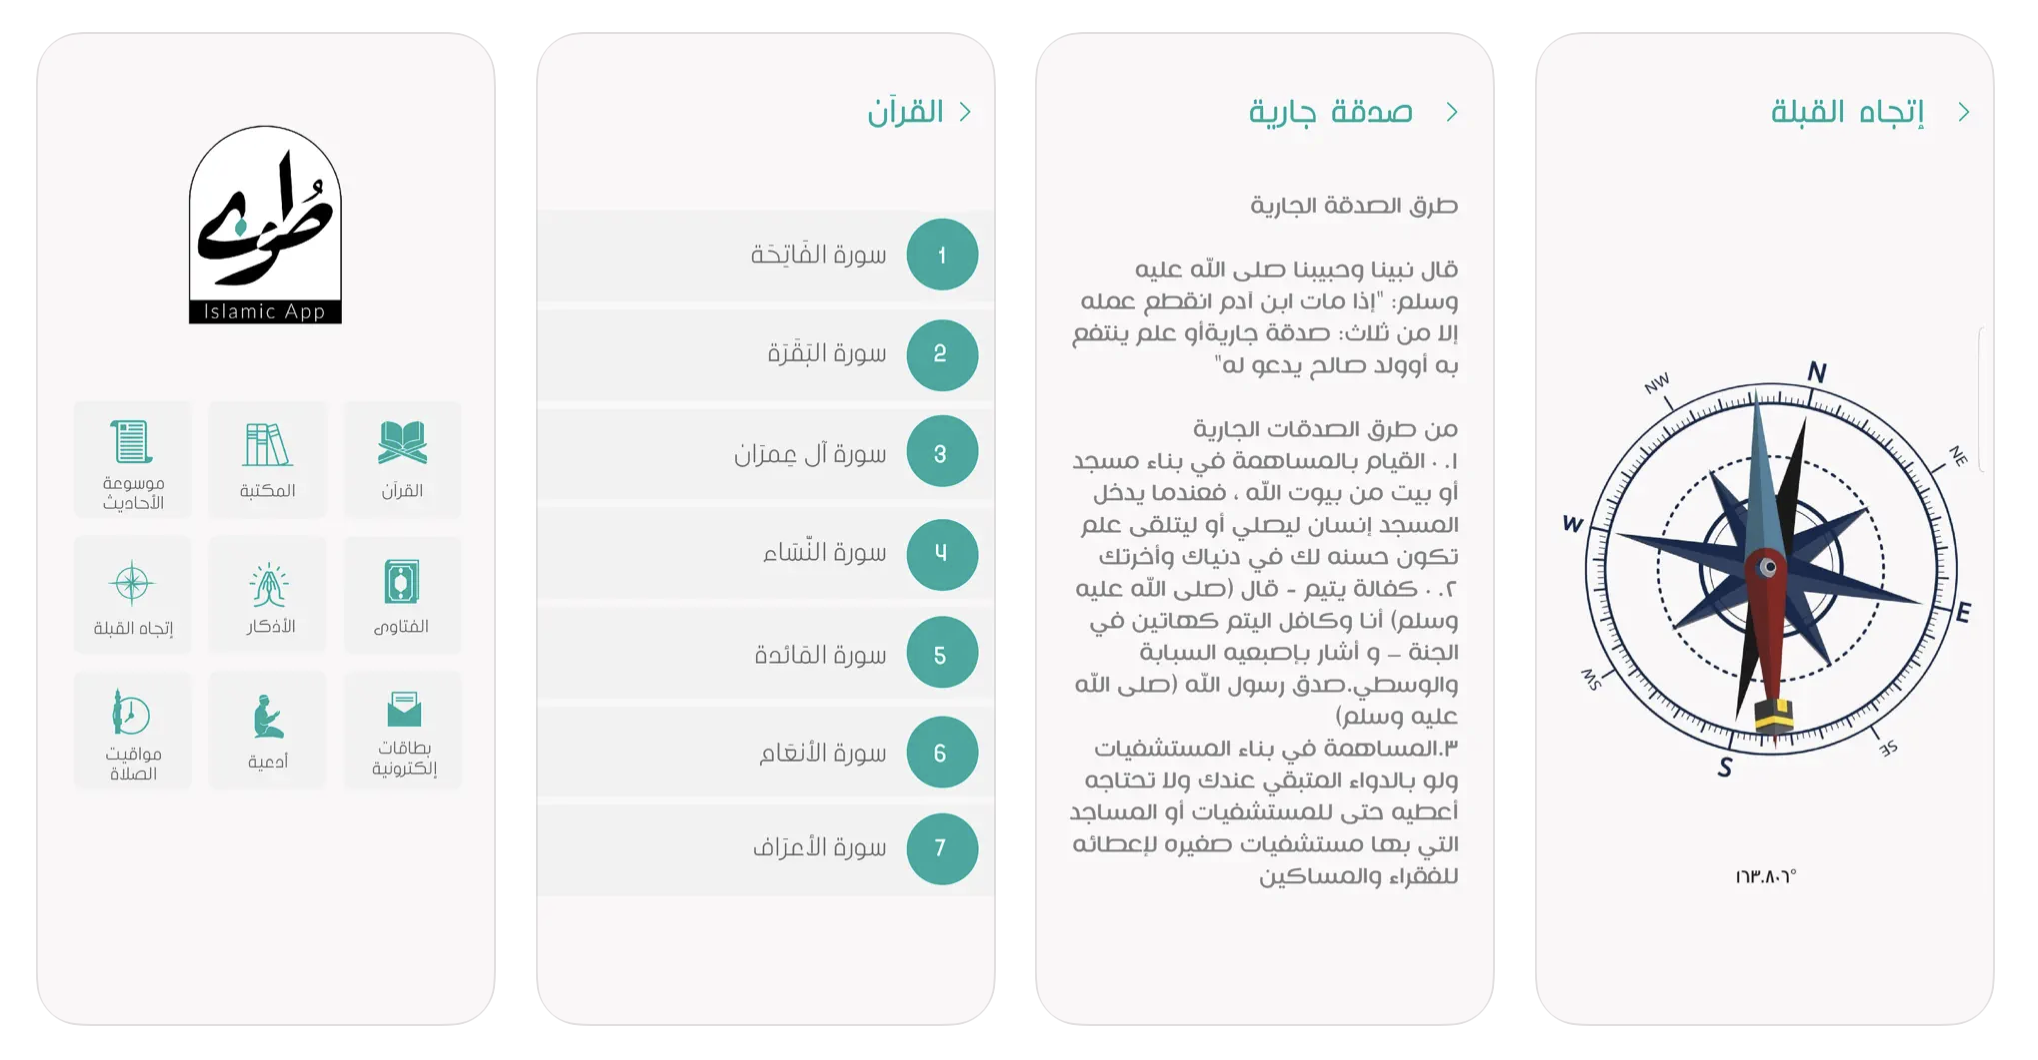 طوبى
Islamic App
القرآن
المكتبة
موسوعة
الأحاديث
الفتاوى
الأذكار
إتجاه القبلة
بطاقات
إلكترونية
أدعية
مواقيت
الصلاة
القرآن
1 سورة الفَاتِحَة
2 سورة البَقَرَة
3 سورة آل عِمرَان
4 سورة النِّسَاء
5 سورة المَائدة
6 سورة الأنعَام
7 سورة الأعرَاف
صدقة جارية
طرق الصدقة الجارية
قال نبينا وحبيبنا صلى الله عليه
وسلم: "إذا مات ابن آدم انقطع عمله
إلا من ثلاث: صدقة جاريةأو علم ينتفع
به أوولد صالح يدعو له"
من طرق الصدقات الجارية
١. . القيام بالمساهمة في بناء مسجد
أو بيت من بيوت الله ، فعندما يدخل
المسجد إنسان ليصلي أو ليتلقى علم
تكون حسنه لك في دنياك وأخرتك
٢. . كفالة يتيم - قال (صلى الله عليه
وسلم) أنا وكافل اليتم كهاتين في
الجنة – و أشار بإصبعيه السبابة
والوسطي.صدق رسول الله (صلى الله
عليه وسلم)
٣.المساهمة في بناء المستشفيات
ولو بالدواء المتبقي عندك ولا تحتاجه
أعطيه حتى للمستشفيات أو المساجد
التي بها مستشفيات صغيره لإعطائه
للفقراء والمساكين
إتجاه القبلة
N
NW
NE
W
E
SW
SE
S
١٦٣.٨٠٦°